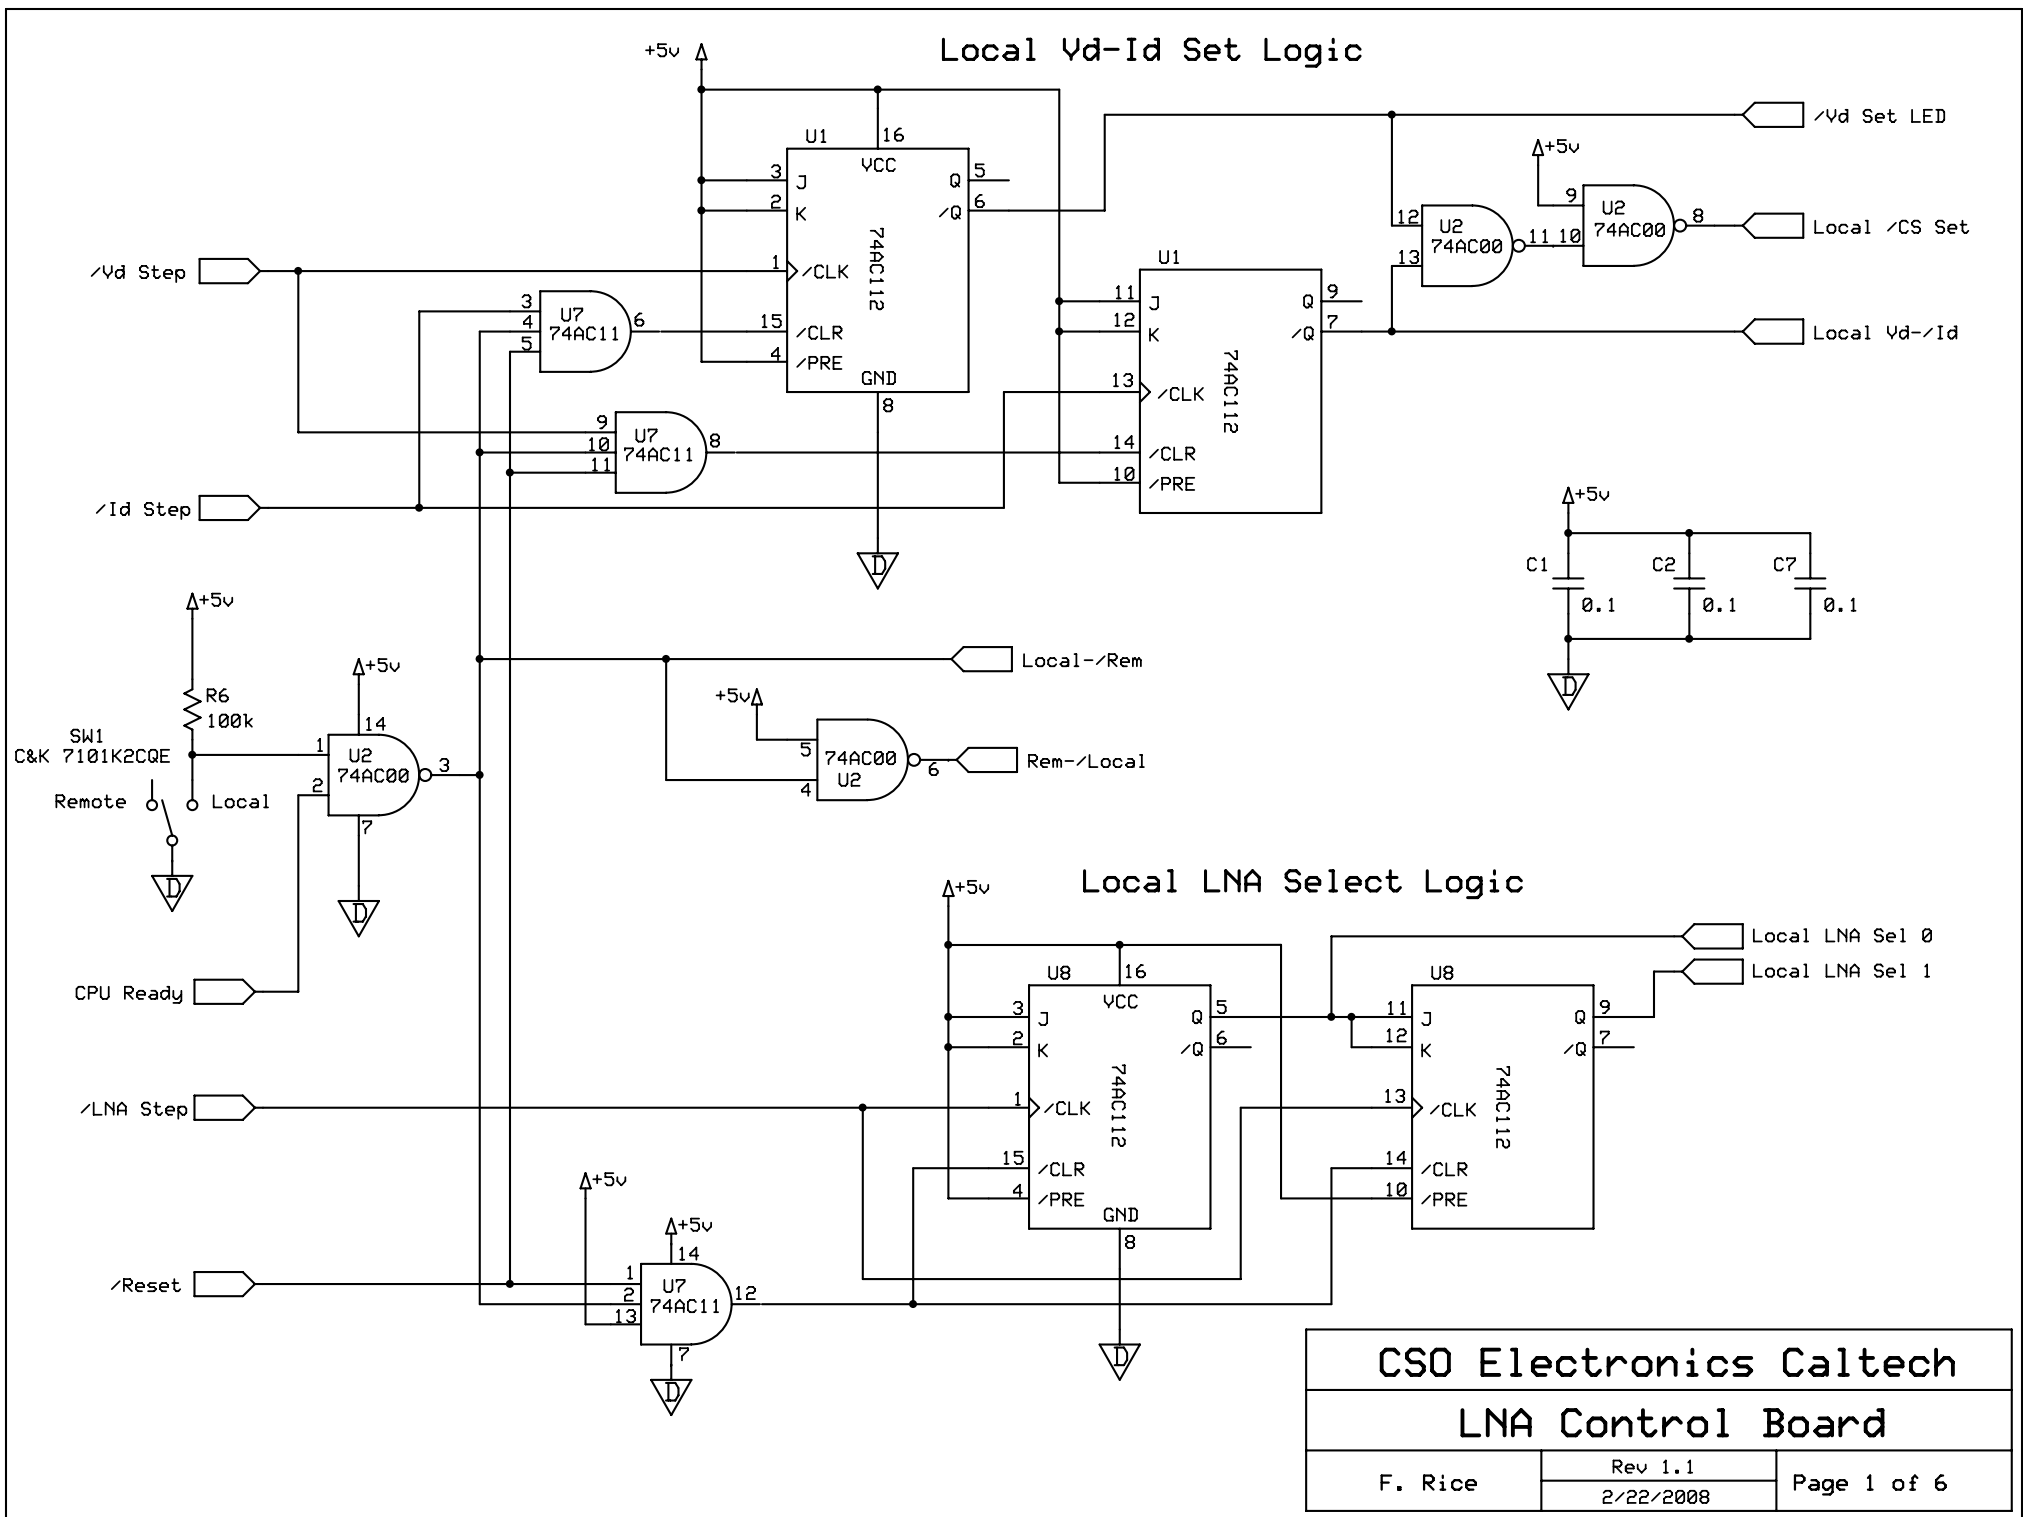 Local Vd-Id Set Logic
+5v
U1
16
VCC
3
J
2
K
1
/CLK
15
/CLR
4
/PRE
GND
8
Q
5
/Q
6
74AC112
/Vd Step
/Id Step
3
4
5
U7
74AC11
6
9
10
11
U7
74AC11
8
U1
11
J
12
K
13
/CLK
14
/CLR
10
/PRE
Q
9
/Q
7
74AC112
/Vd Set LED
+5v
12
13
U2
74AC00
11
9
10
U2
74AC00
8
Local /CS Set
Local Vd-/Id
D
+5v
C1
0.1
C2
0.1
C7
0.1
D
+5v
R6
100k
SW1
C&K 7101K2CQE
Remote
Local
D
+5v
14
1
2
U2
74AC00
3
7
D
CPU Ready
Local-/Rem
+5v
5
4
74AC00
U2
6
Rem-/Local
Local LNA Select Logic
+5v
U8
16
VCC
3
J
2
K
1
/CLK
15
/CLR
4
/PRE
GND
8
Q
5
/Q
6
74AC112
D
U8
11
J
12
K
13
/CLK
14
/CLR
10
/PRE
Q
9
/Q
7
74AC112
Local LNA Sel 0
Local LNA Sel 1
/LNA Step
/Reset
+5v
+5v
14
1
2
13
U7
74AC11
12
7
D
CSO Electronics Caltech
LNA Control Board
F. Rice
Rev 1.1
2/22/2008
Page 1 of 6